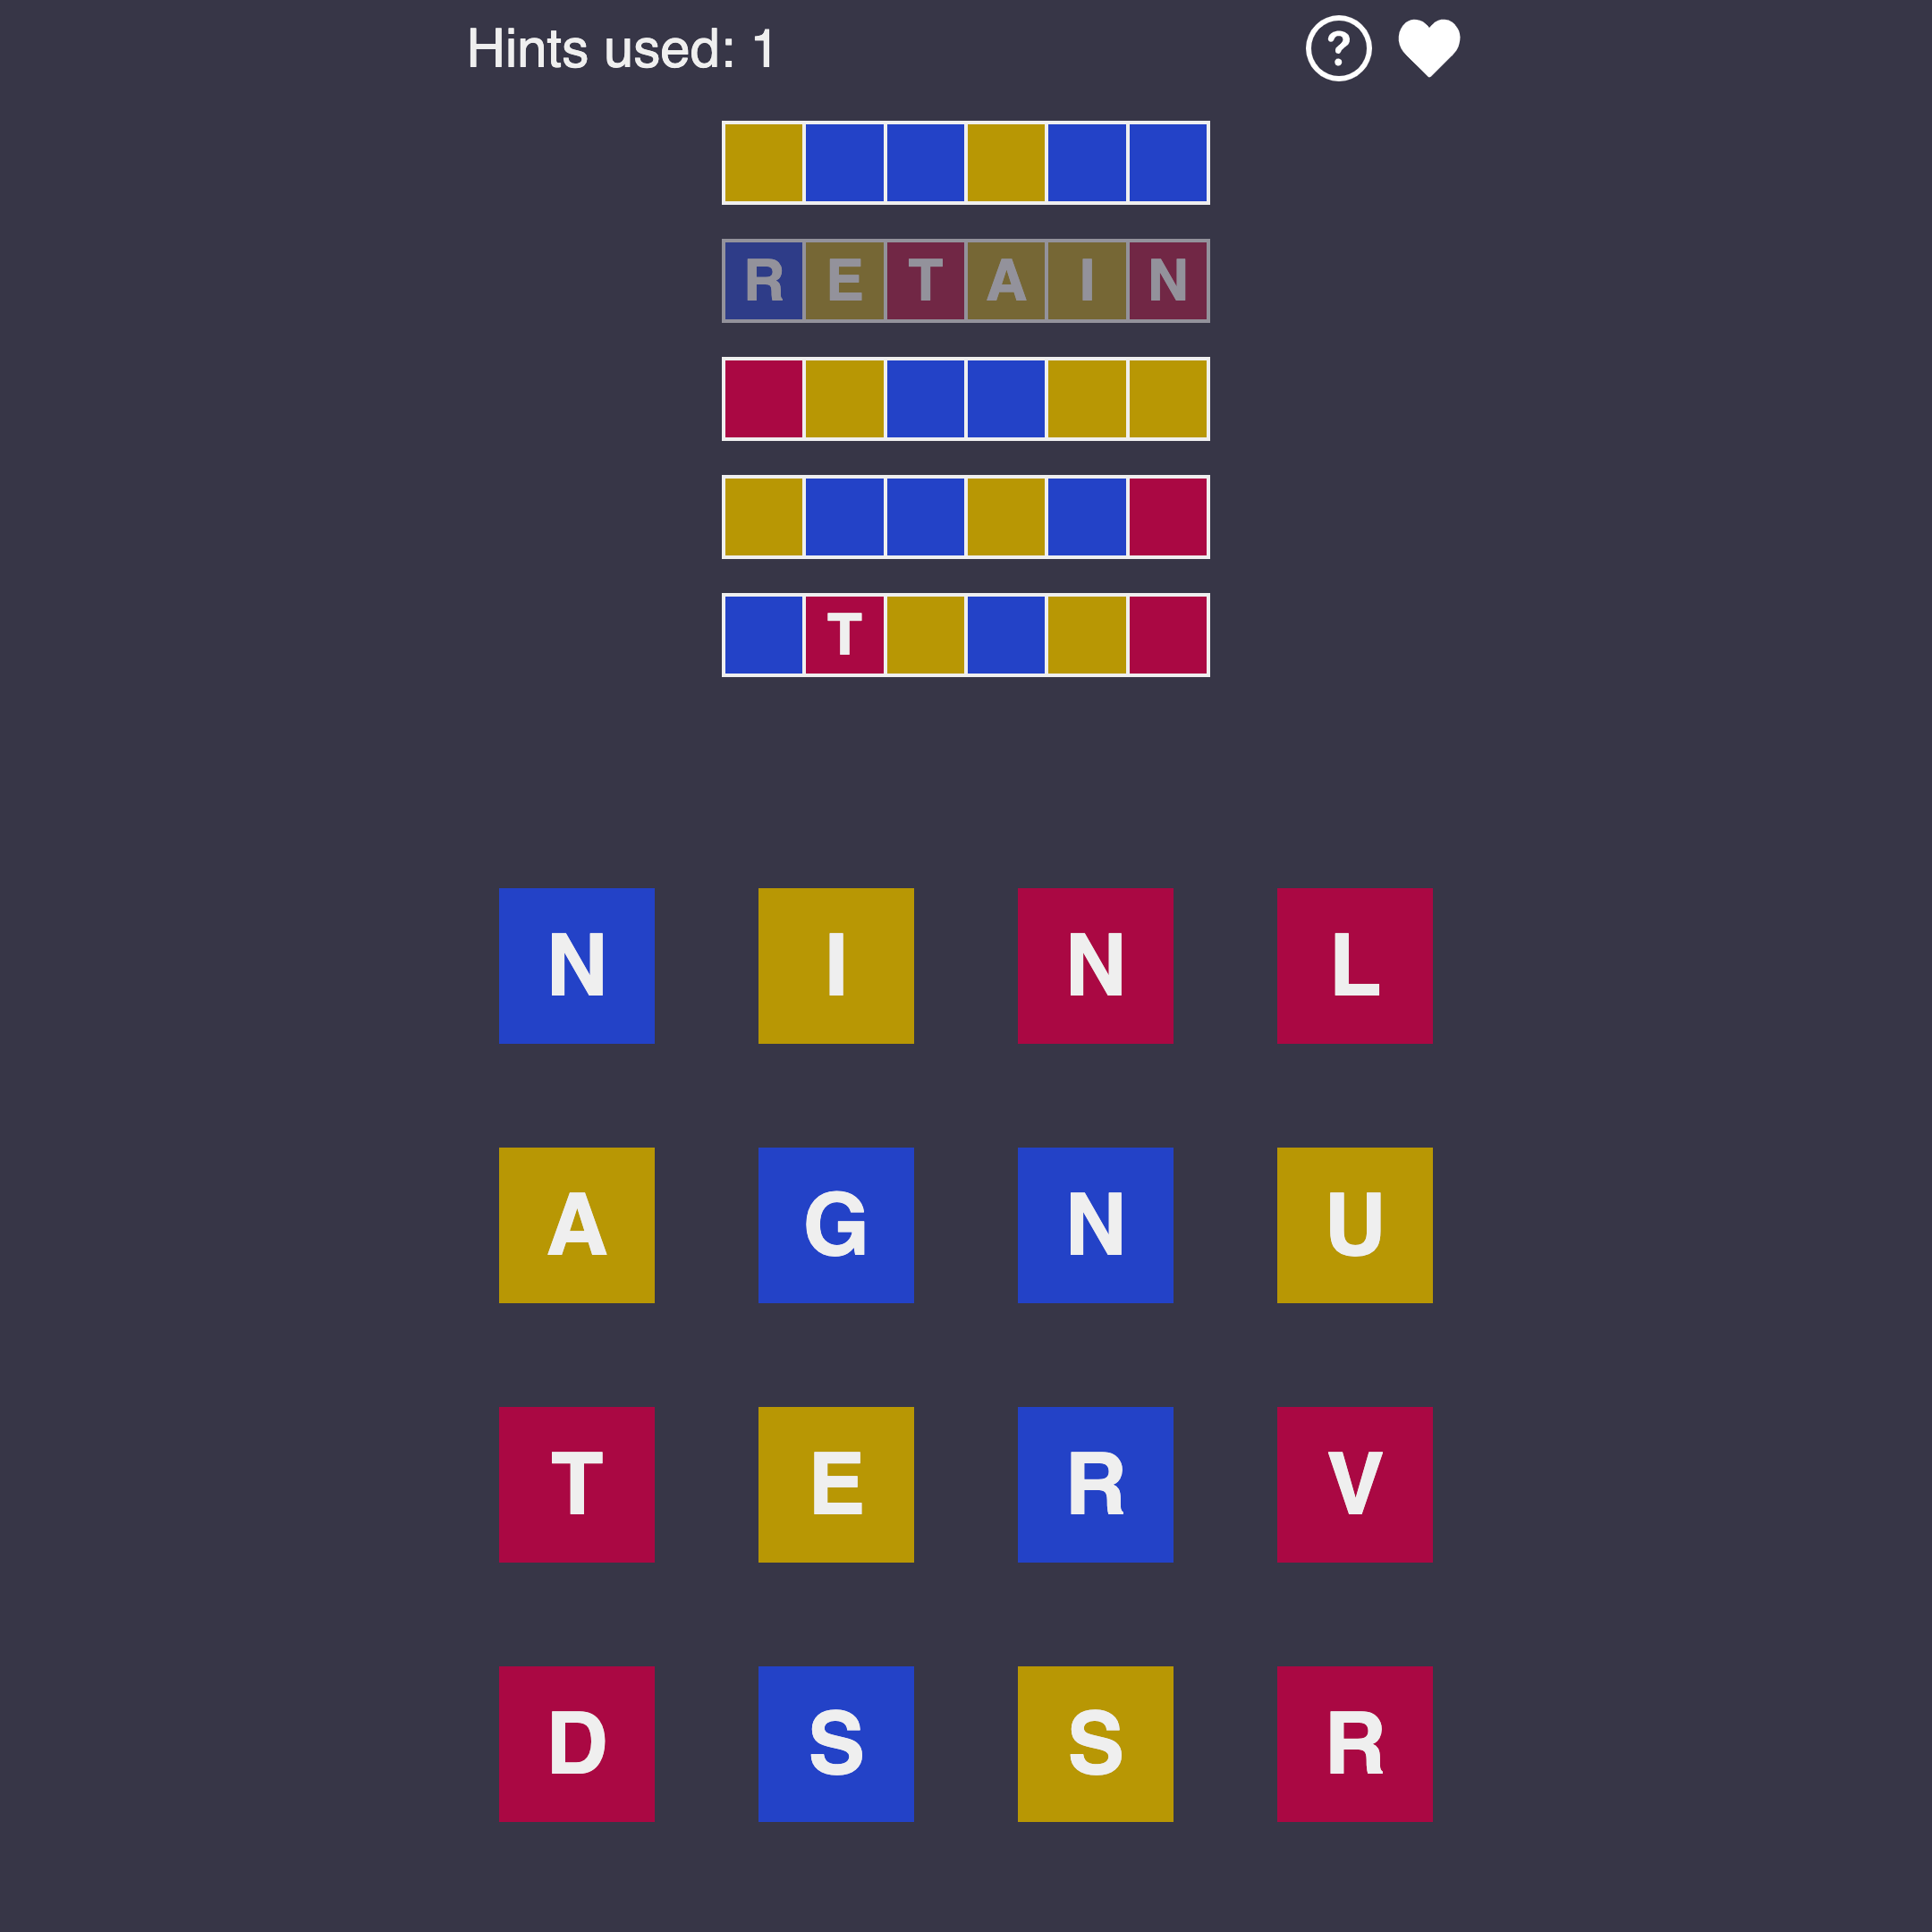 Hints used: 1
RETAIN
T
N I N L
A G N U
T E R V
D S S R